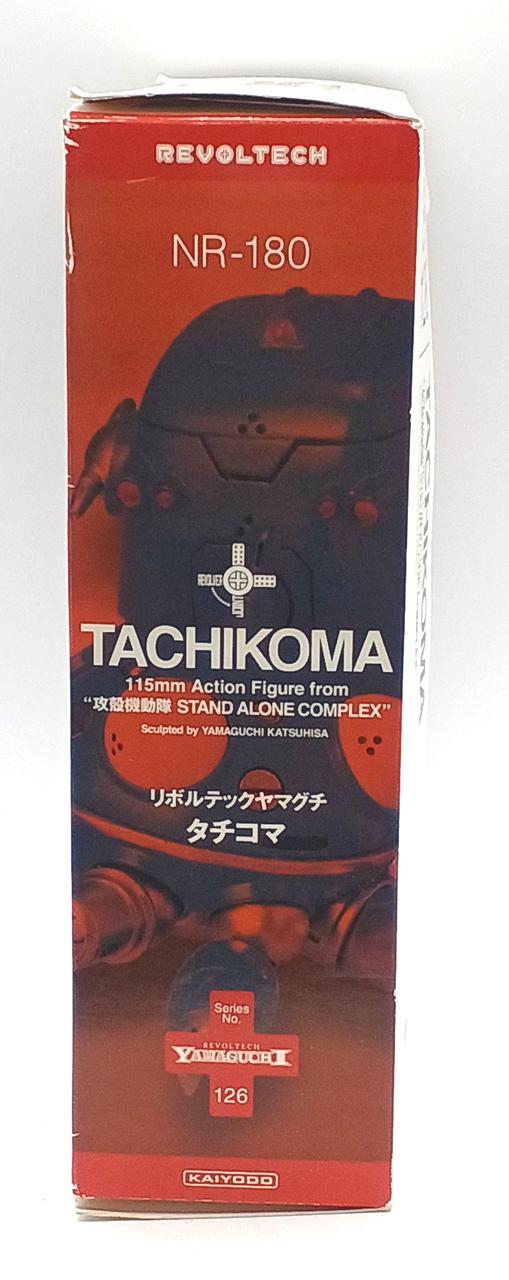 REVOLTECH
NR-180
REVOLVER
TACHIKOMA
115mm Action Figure from
“攻殻機動隊 STAND ALONE COMPLEX”
Sculpted by YAMAGUCHI KATSUHISA
リボルテックヤマグチ
タチコマ
Series
No.
REVOLTECH
YAMAGUCHI
126
KAIYODO